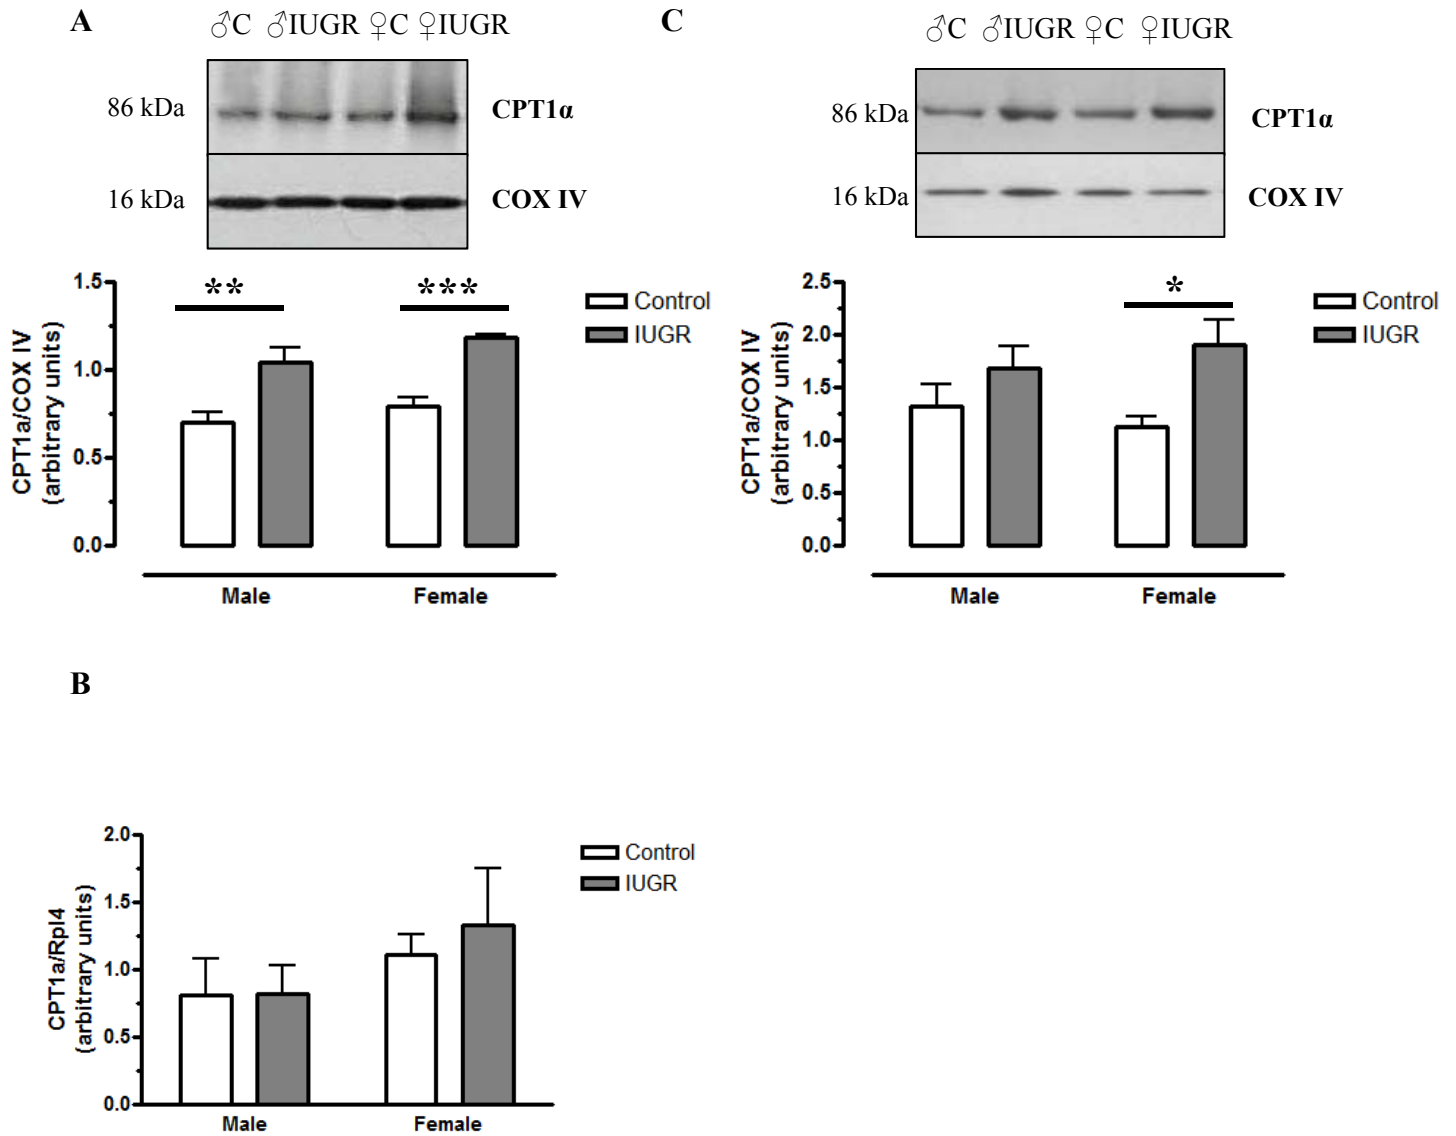 A
♂C ♂IUGR ♀C ♀IUGR
86 kDa
CPT1α
16 kDa
COX IV
1.5
1.0
0.5
0.0
CPT1a/COX IV
(arbitrary units)
**
***
Control
IUGR
Male
Female
C
♂C ♂IUGR ♀C ♀IUGR
86 kDa
CPT1α
16 kDa
COX IV
2.5
2.0
1.5
1.0
0.5
0.0
CPT1a/COX IV
(arbitrary units)
*
Control
IUGR
Male
Female
B
2.0
1.5
1.0
0.5
0.0
CPT1a/Rpl4
(arbitrary units)
Control
IUGR
Male
Female